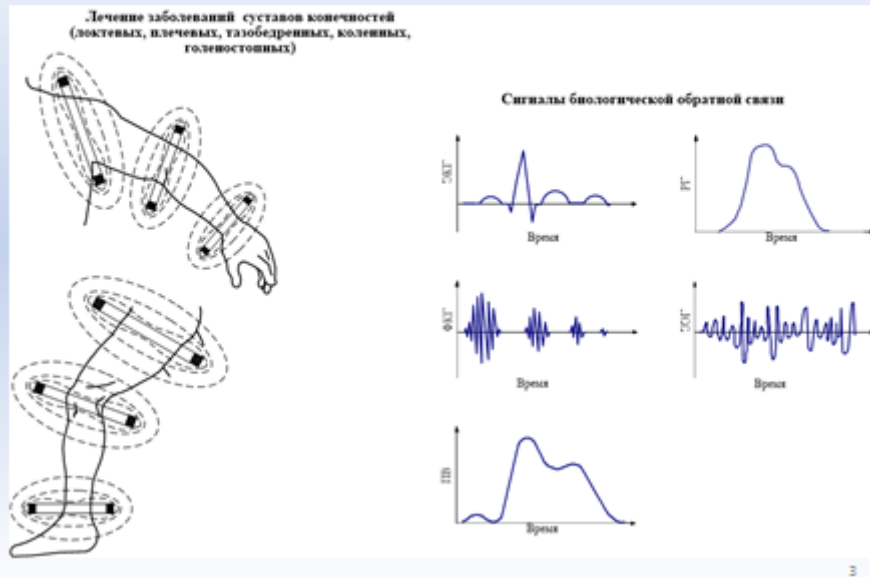 Лечение заболеваний суставов конечностей
(локтевых, плечевых, тазобедренных, коленных,
голеностопных)
Сигналы биологической обратной связи
ЭКГ
Время
РГ
Время
ФКГ
Время
Время
ПВ
Время
3